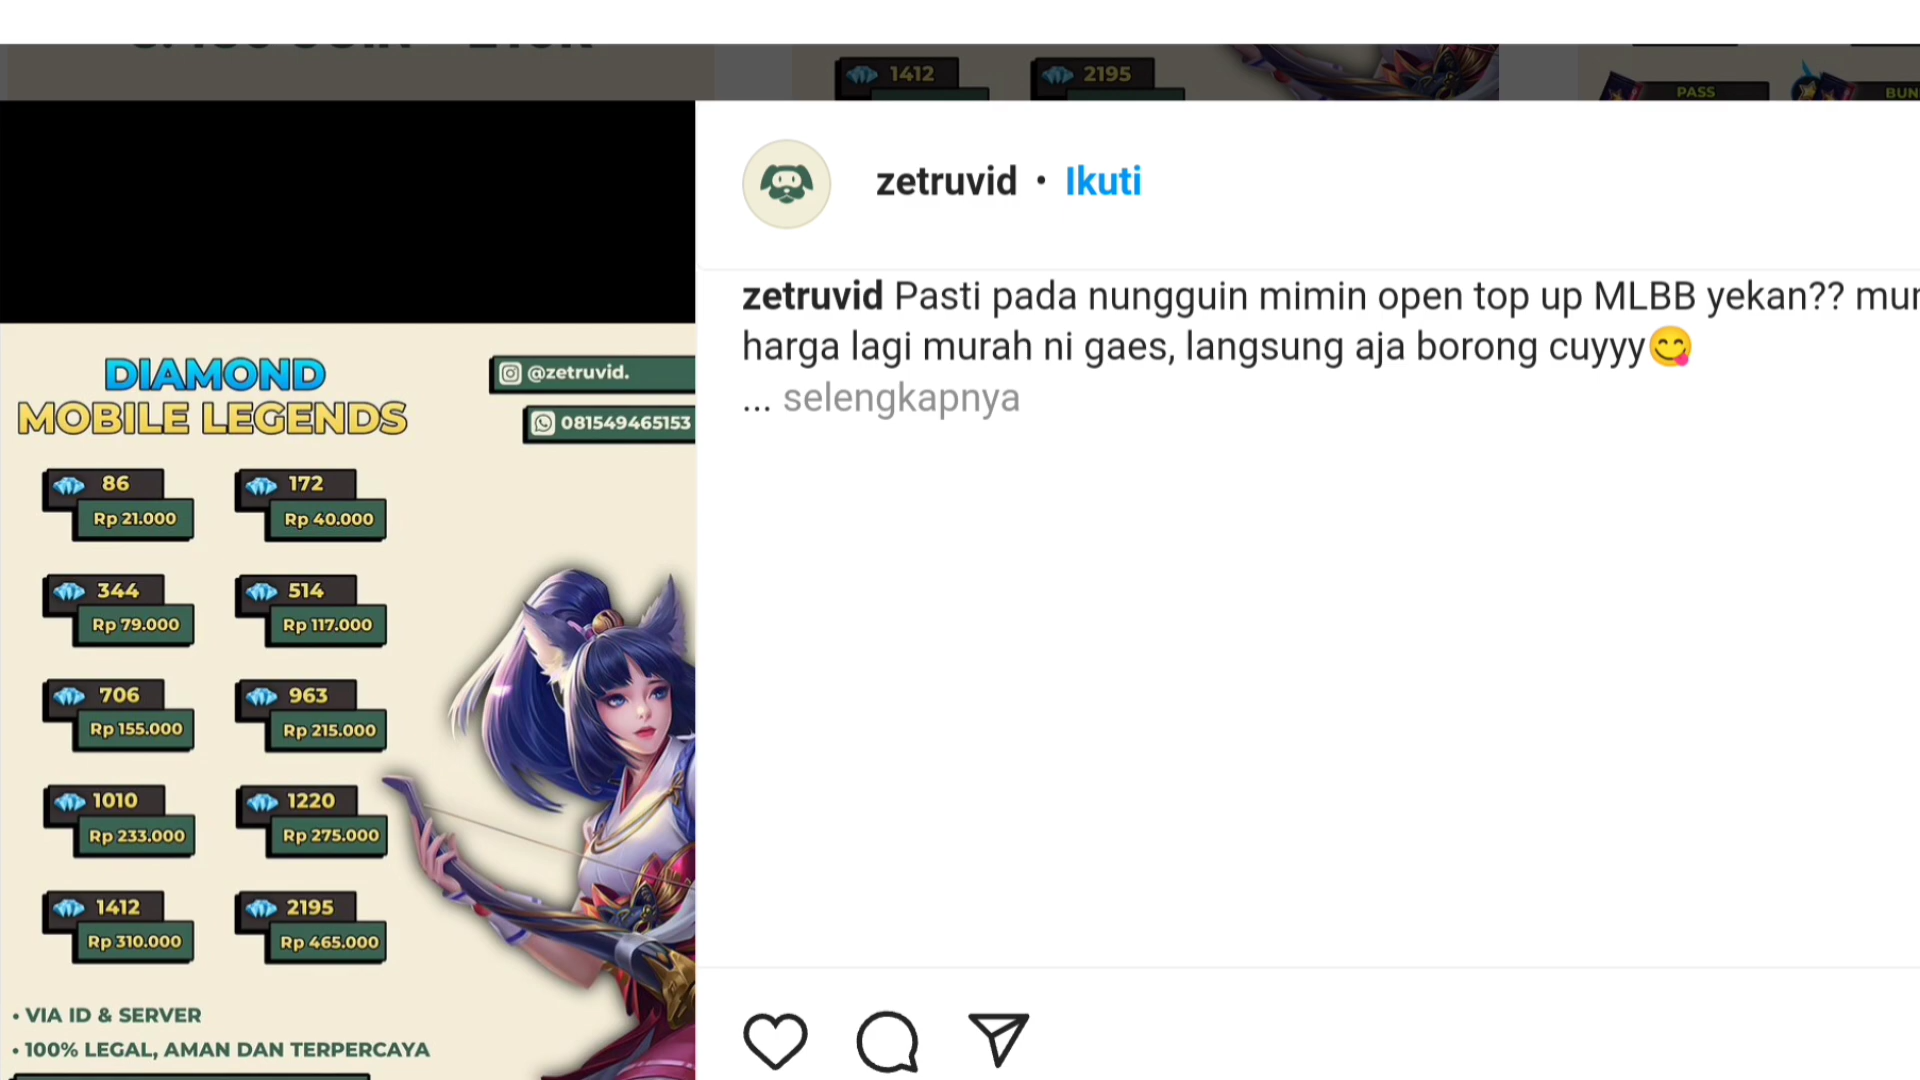 1412
2195
PASS
DIAMOND
MOBILE LEGENDS
@zetruvid.
081549465153
86
Rp 21.000
172
Rp 40.000
344
Rp 79.000
514
Rp 117.000
706
Rp 155.000
963
Rp 215.000
1010
Rp 233.000
1220
Rp 275.000
1412
Rp 310.000
2195
Rp 465.000
• VIA ID & SERVER
• 100% LEGAL, AMAN DAN TERPERCAYA
zetruvid • Ikuti
zetruvid Pasti pada nungguin mimin open top up MLBB yekan??
harga lagi murah ni gaes, langsung aja borong cuyyy😋
... selengkapnya